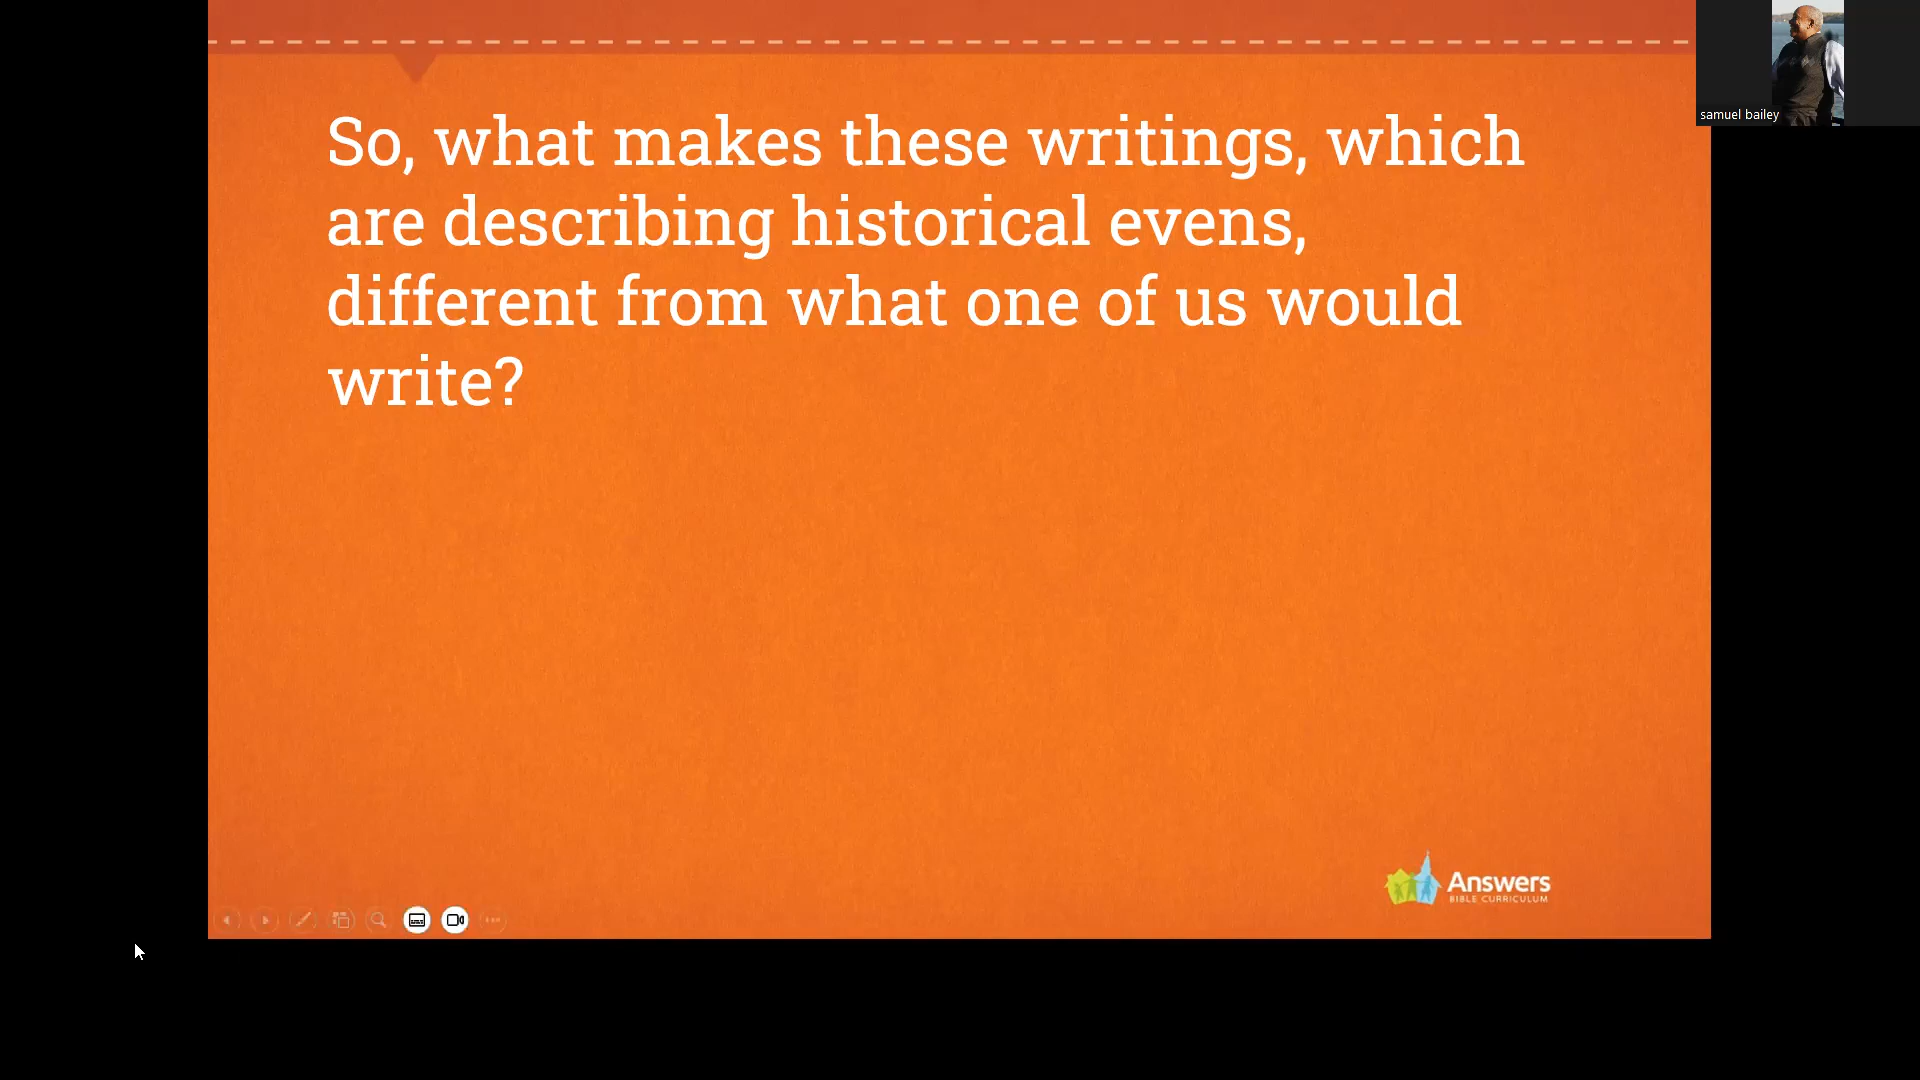 So, what makes these writings, which
are describing historical evens,
different from what one of us would
write?
samuel bailey
Answers
BIBLE CURRICULUM